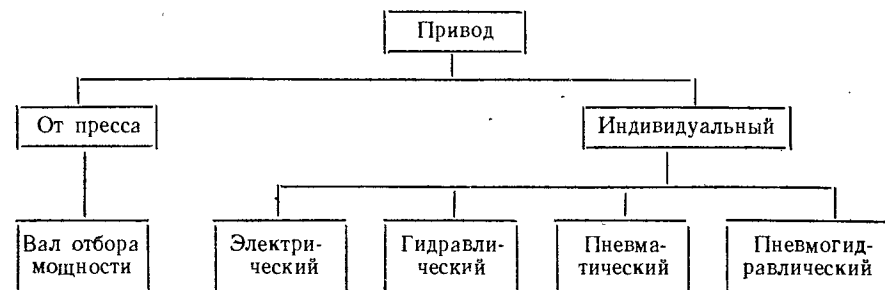 Привод
От пресса
Индивидуальный
Вал отбора
мощности
Электри-
ческий
Гидравли-
ческий
Пневма-
тический
Пневмогид-
равлический